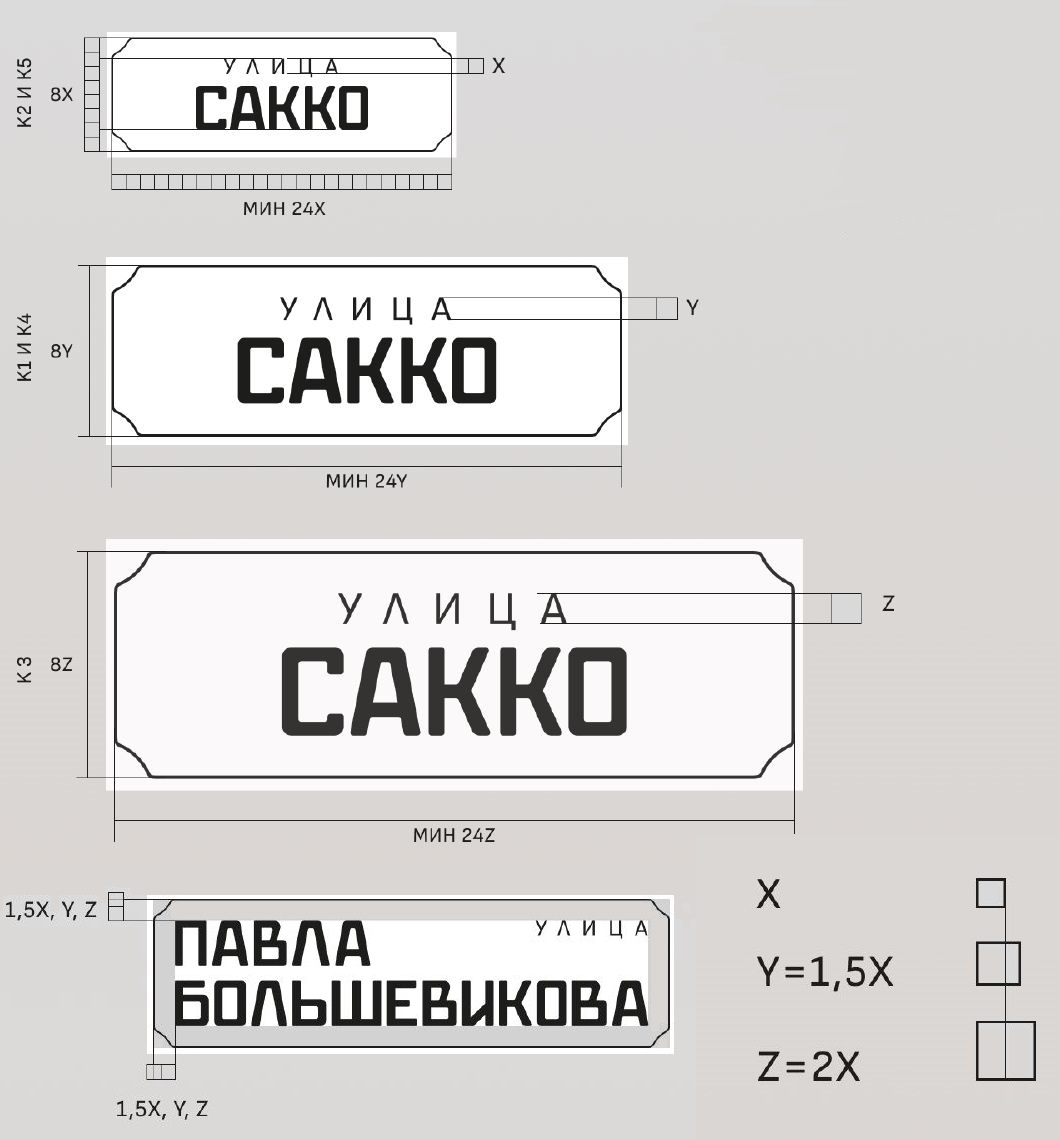 К2 И К5
8X
УЛИЦА
X
САККО
МИН 24X
К1 И К4
8Y
УЛИЦА
Y
САККО
МИН 24Y
К 3
8Z
УЛИЦА
Z
САККО
МИН 24Z
1,5X, Y, Z
ПАВЛА
УЛИЦА
БОЛЬШЕВИКОВА
1,5X, Y, Z
X
Y=1,5X
Z=2X